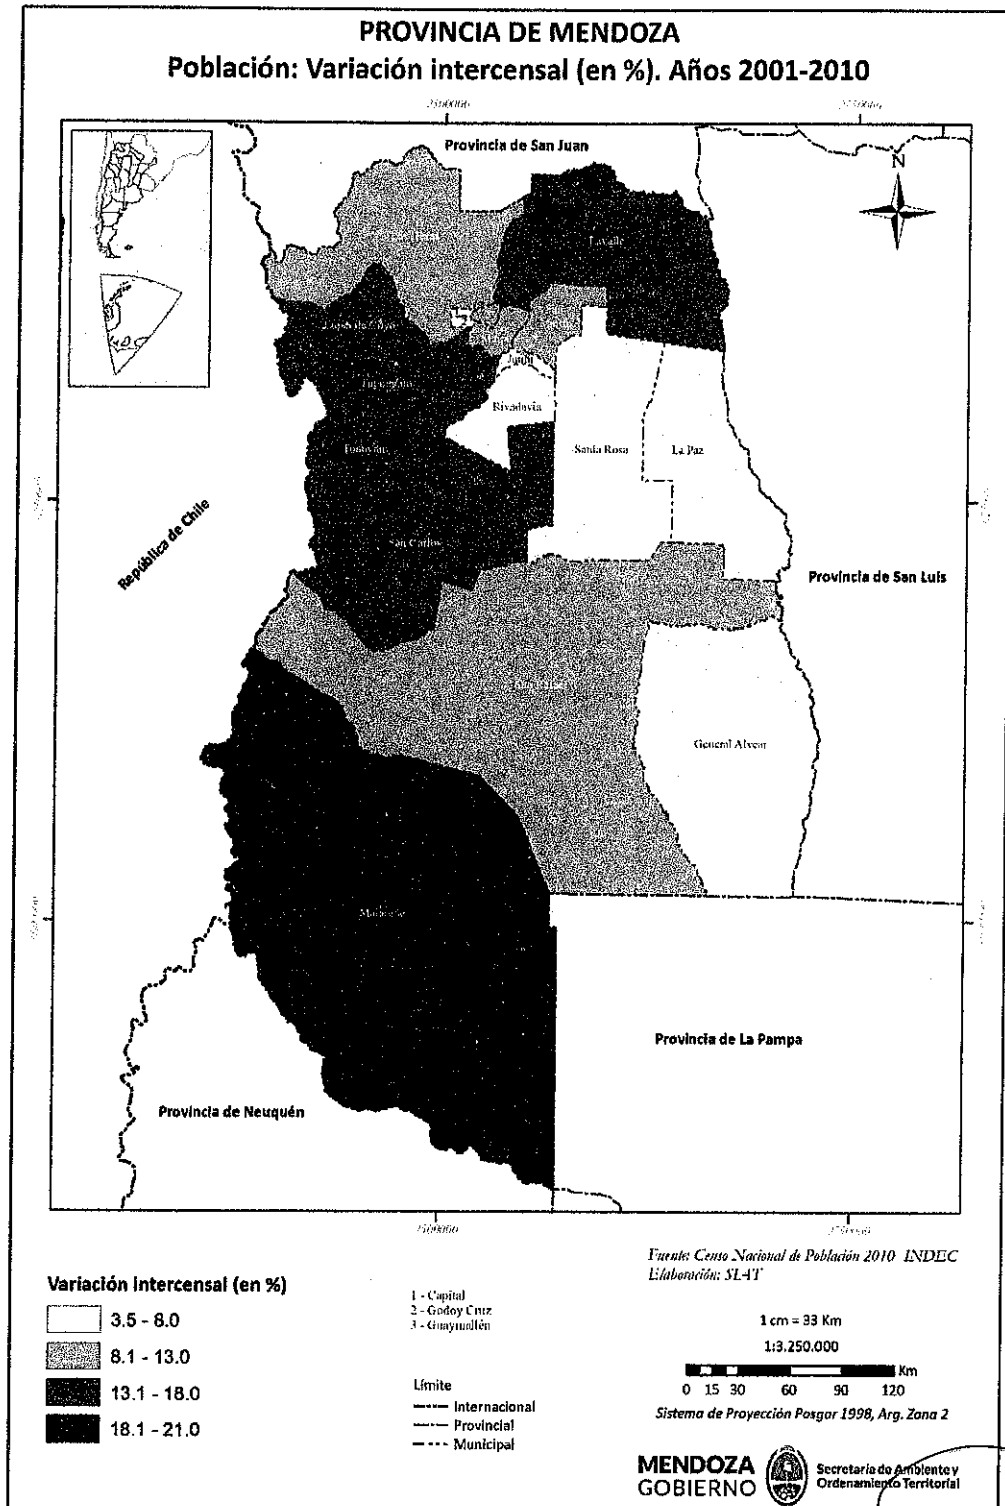 PROVINCIA DE MENDOZA
Población: Variación intercensal (en %). Años 2001-2010
Provincia de San Juan
N
Lavalle
Tupungato
Junín
Rivadavia
Tunuyán
Santa Rosa
La Paz
San Carlos
República de Chile
Provincia de San Luis
General Alvear
Malargüe
Provincia de La Pampa
Provincia de Neuquén
Fuente: Censo Nacional de Población 2010 INDEC
Elaboración: SLAT
Variación intercensal (en %)
3.5 - 8.0
8.1 - 13.0
13.1 - 18.0
18.1 - 21.0
1 - Capital
2 - Godoy Cruz
3 - Guaymallén
Límite
Internacional
Provincial
Municipal
1 cm = 33 Km
1:3.250.000
Km
0 15 30 60 90 120
Sistema de Proyección Posgar 1998, Arg. Zona 2
MENDOZA
GOBIERNO
Secretaría de Ambiente y
Ordenamiento Territorial